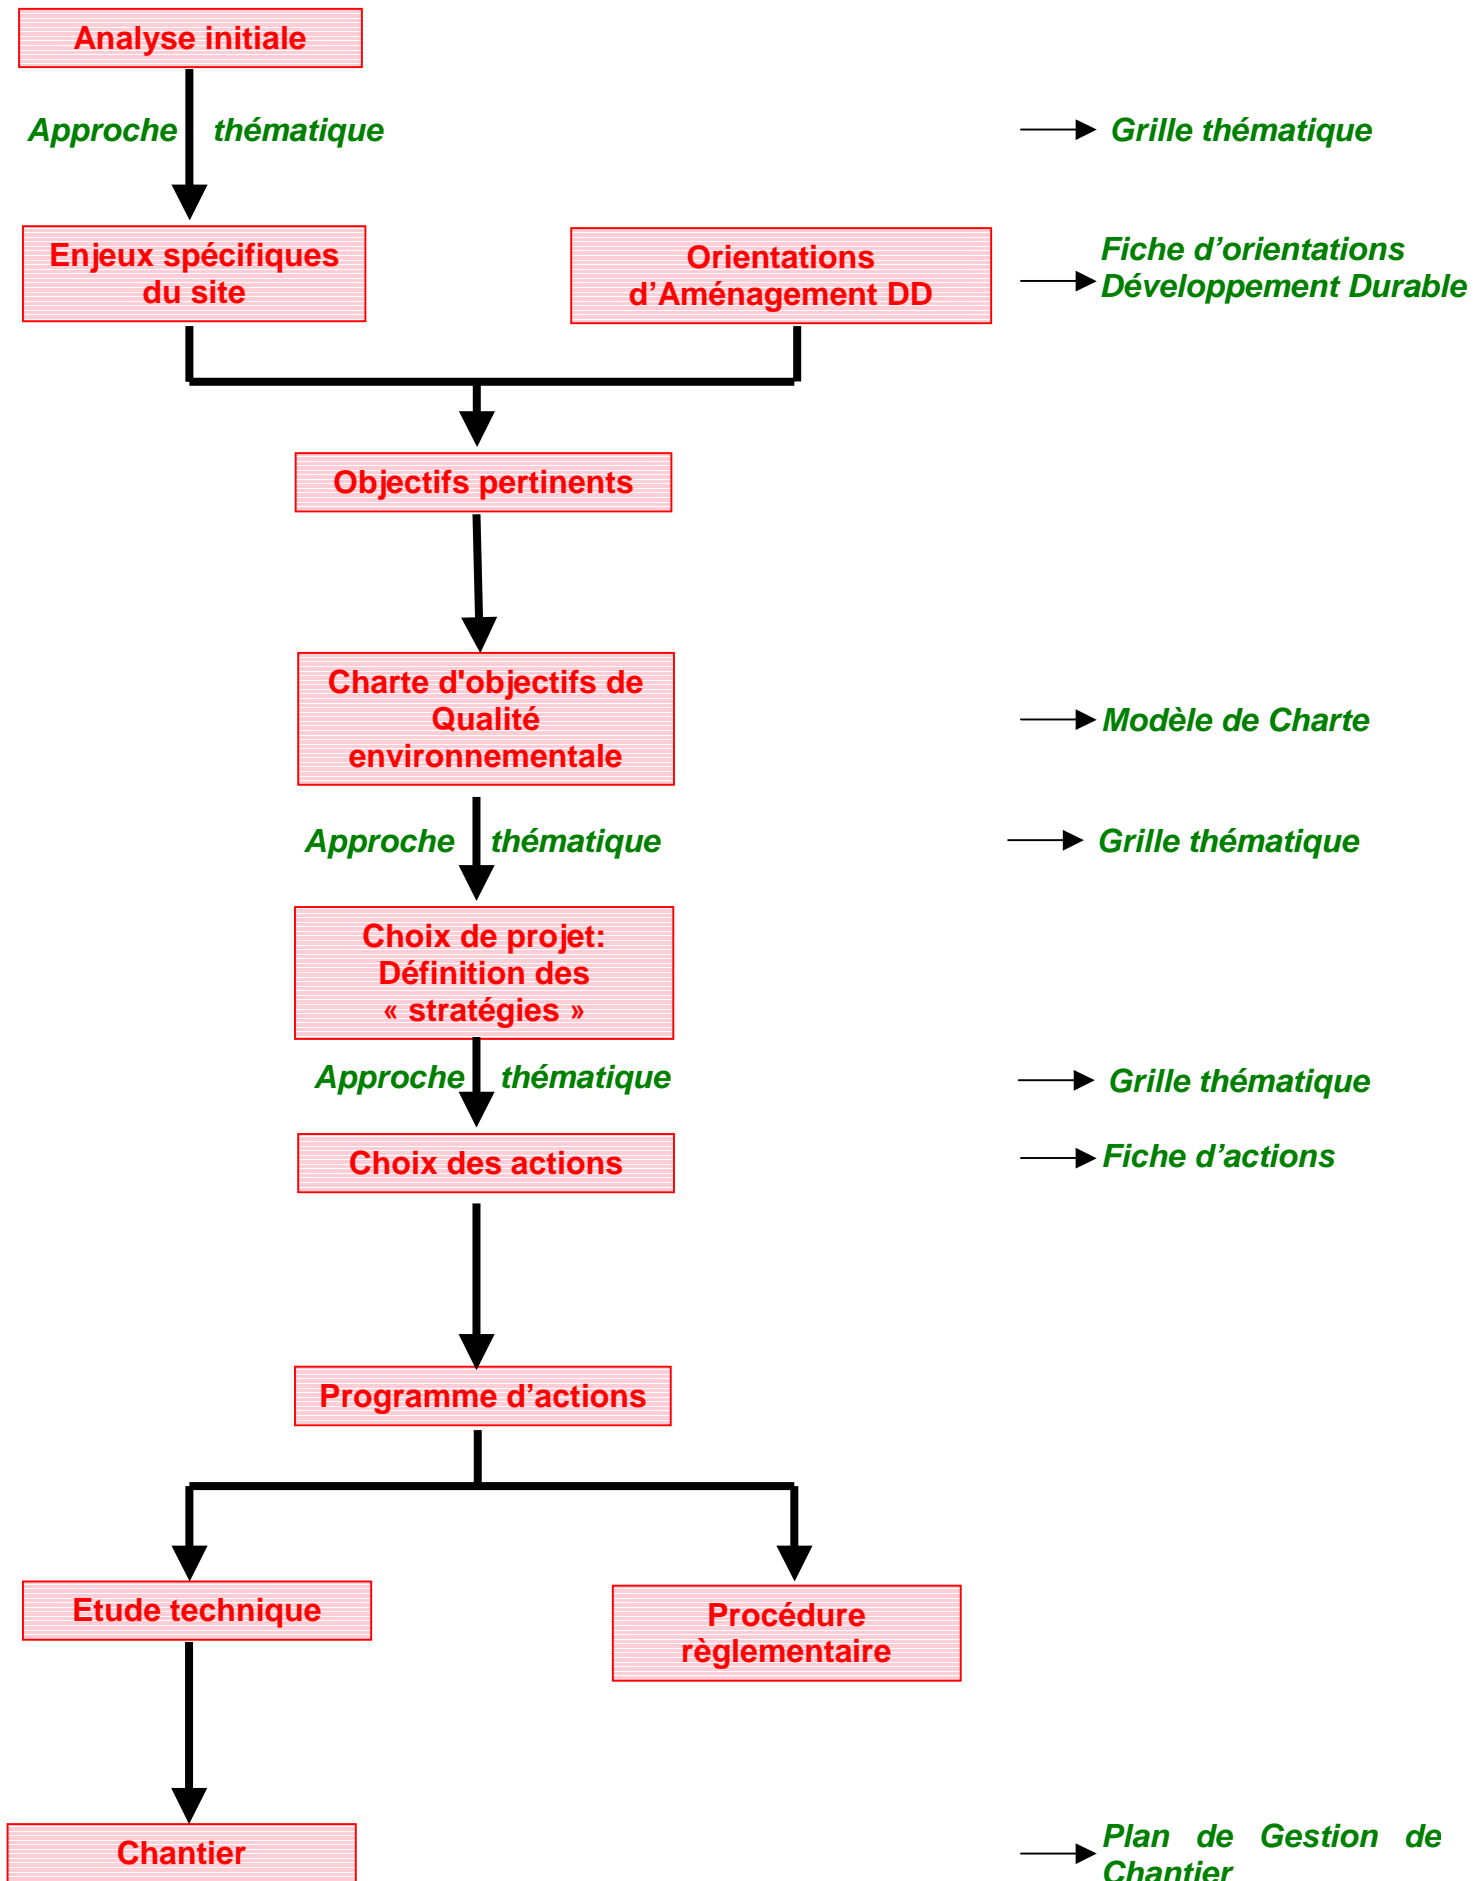 Analyse initiale
Approche thématique
Grille thématique
Enjeux spécifiques
du site
Orientations
d’Aménagement DD
Fiche d’orientations
Développement Durable
Objectifs pertinents
Charte d'objectifs de
Qualité
environnementale
Modèle de Charte
Approche thématique
Grille thématique
Choix de projet:
Définition des
« stratégies »
Approche thématique
Grille thématique
Choix des actions
Fiche d’actions
Programme d’actions
Etude technique
Procédure
règlementaire
Chantier
Plan de Gestion de
Chantier